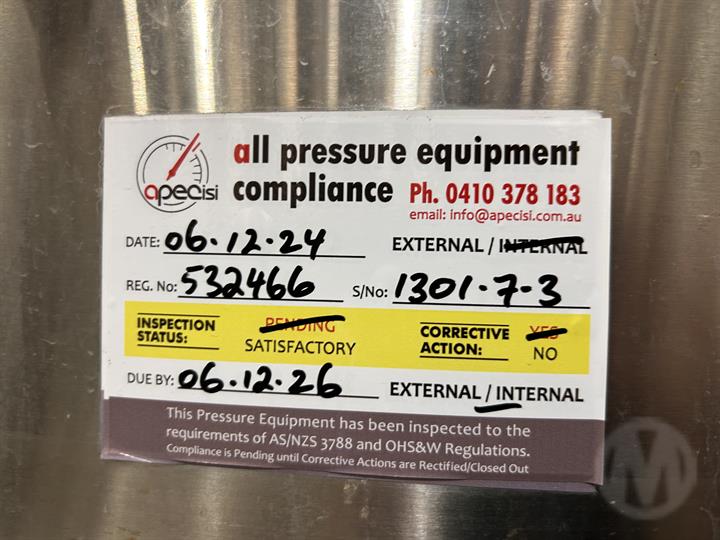 apecisi
all pressure equipment
compliance Ph. 0410 378 183
email: info@apecisi.com.au
DATE: 06.12.24 EXTERNAL / INTERNAL
REG. No: 532466 S/No: 1301-7-3
INSPECTION STATUS: PENDING SATISFACTORY CORRECTIVE ACTION: YES NO
DUE BY: 06.12.26 EXTERNAL / INTERNAL
This Pressure Equipment has been inspected to the
requirements of AS/NZS 3788 and OHS&W Regulations.
Compliance is Pending until Corrective Actions are Rectified/Closed Out
M